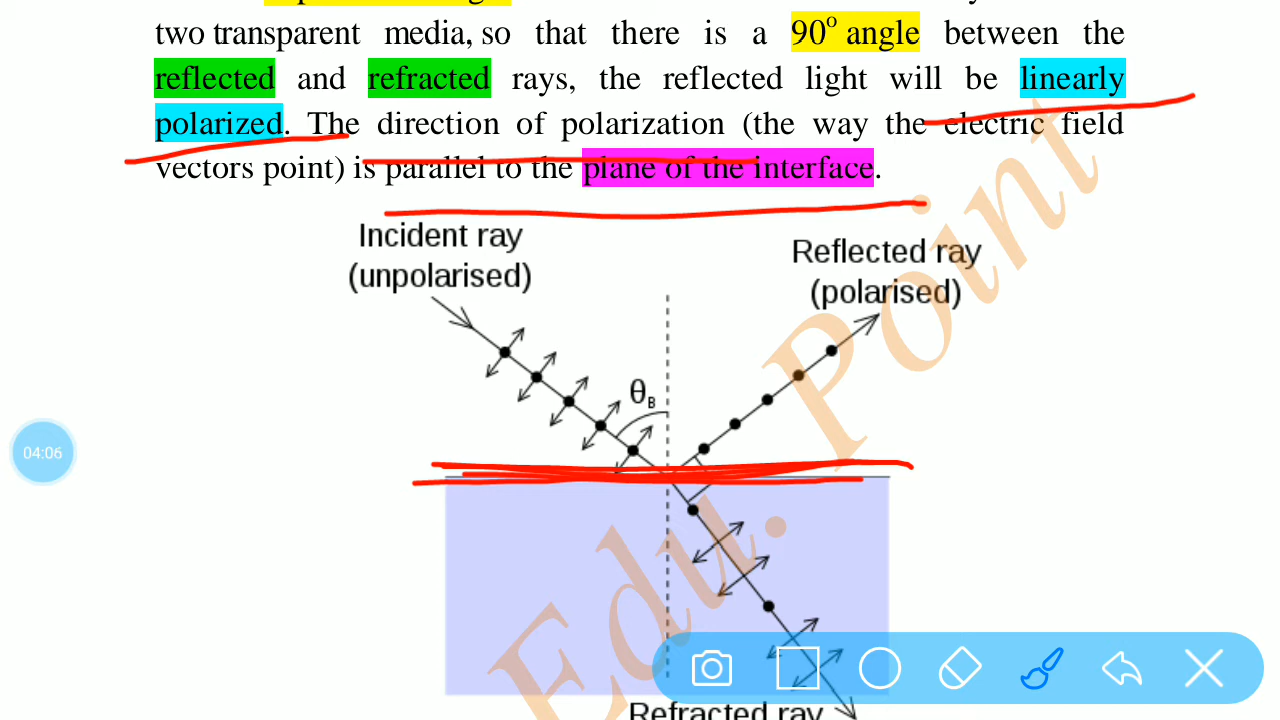 two transparent media, so that there is a 90° angle between the
reflected and refracted rays, the reflected light will be linearly
polarized. The direction of polarization (the way the electric field
vectors point) is parallel to the plane of the interface.
Incident ray
(unpolarised)
Reflected ray
(polarised)
θB
04:06
Edu. Point
Refracted ray